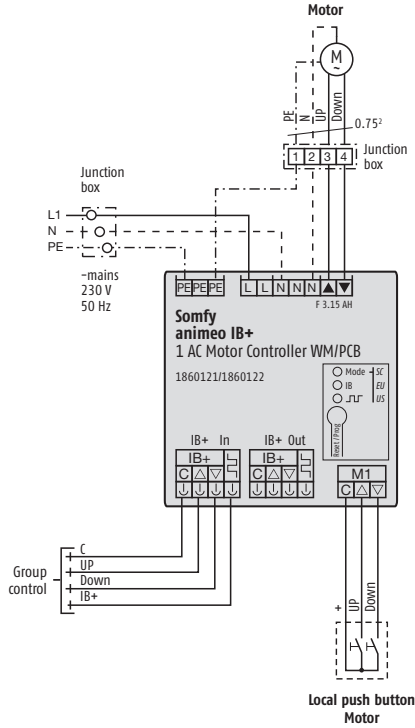 Motor
M
~
PE
N
UP
Down
0.75²
1 2 3 4
Junction
box
Junction
box
L1
N
PE
~mains
230 V
50 Hz
PE PE PE L L N N N ▲ ▼
F 3.15 AH
Somfy
animeo IB+
1 AC Motor Controller WM/PCB
1860121/1860122
Mode SC
IB EU
US
Reset / Prog
IB+ In
IB+ Out
IB+
IB+
M1
C △ ▽
C △ ▽
C △ ▽
C
UP
Down
IB+
Group
control
+
UP
Down
Local push button
Motor